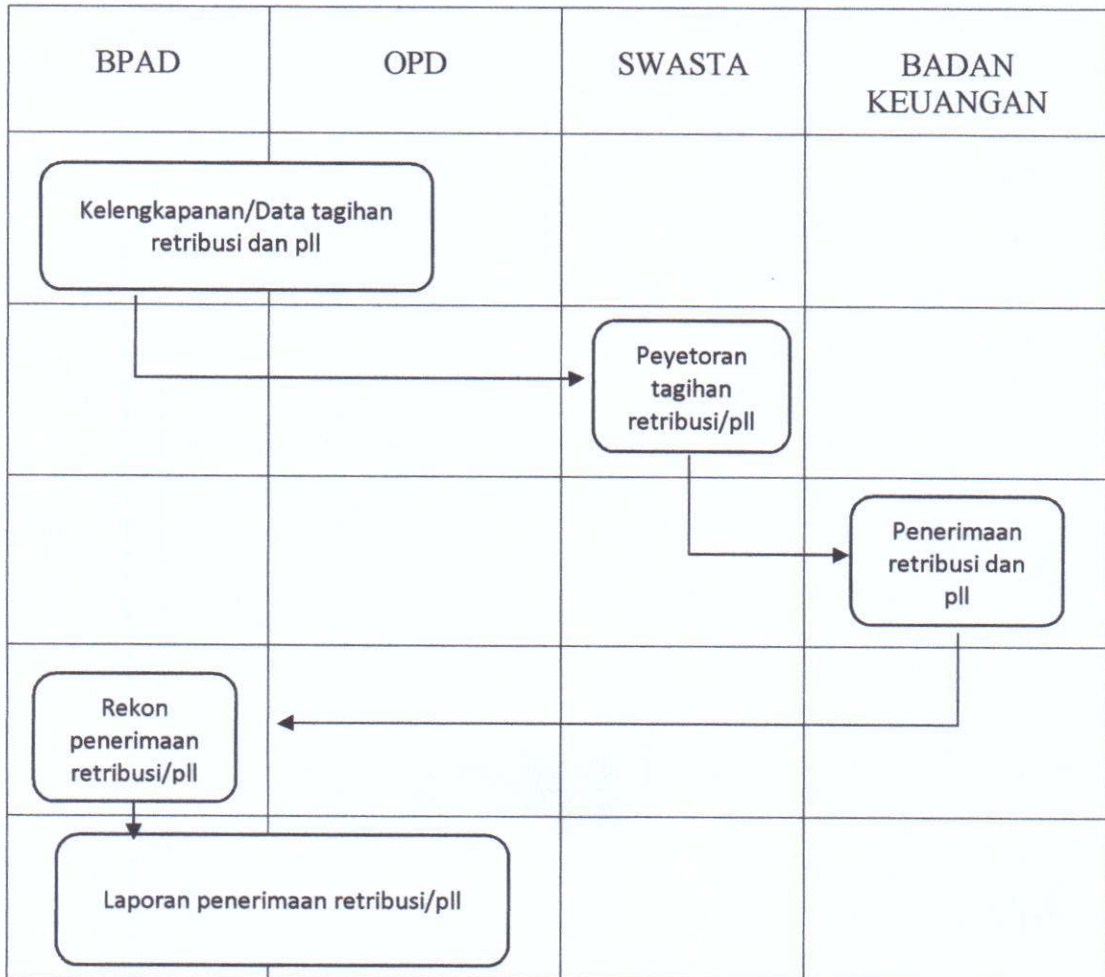 BPAD
OPD
SWASTA
BADAN
KEUANGAN
Kelengkapanan/Data tagihan
retribusi dan pll
Peyetoran
tagihan
retribusi/pll
Penerimaan
retribusi dan
pll
Rekon
penerimaan
retribusi/pll
Laporan penerimaan retribusi/pll